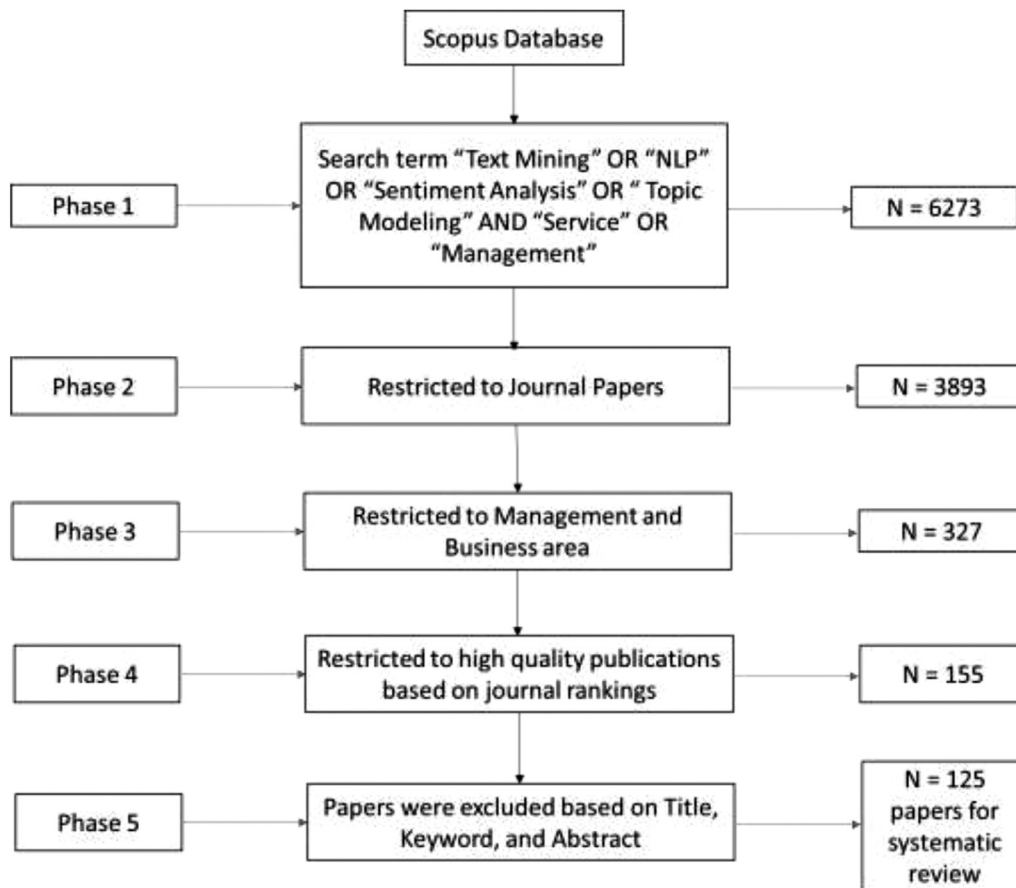 Scopus Database
Phase 1
Search term “Text Mining” OR “NLP”
OR “Sentiment Analysis” OR “ Topic
Modeling” AND “Service” OR
“Management”
N = 6273
Phase 2
Restricted to Journal Papers
N = 3893
Phase 3
Restricted to Management and
Business area
N = 327
Phase 4
Restricted to high quality publications
based on journal rankings
N = 155
Phase 5
Papers were excluded based on Title,
Keyword, and Abstract
N = 125
papers for
systematic
review